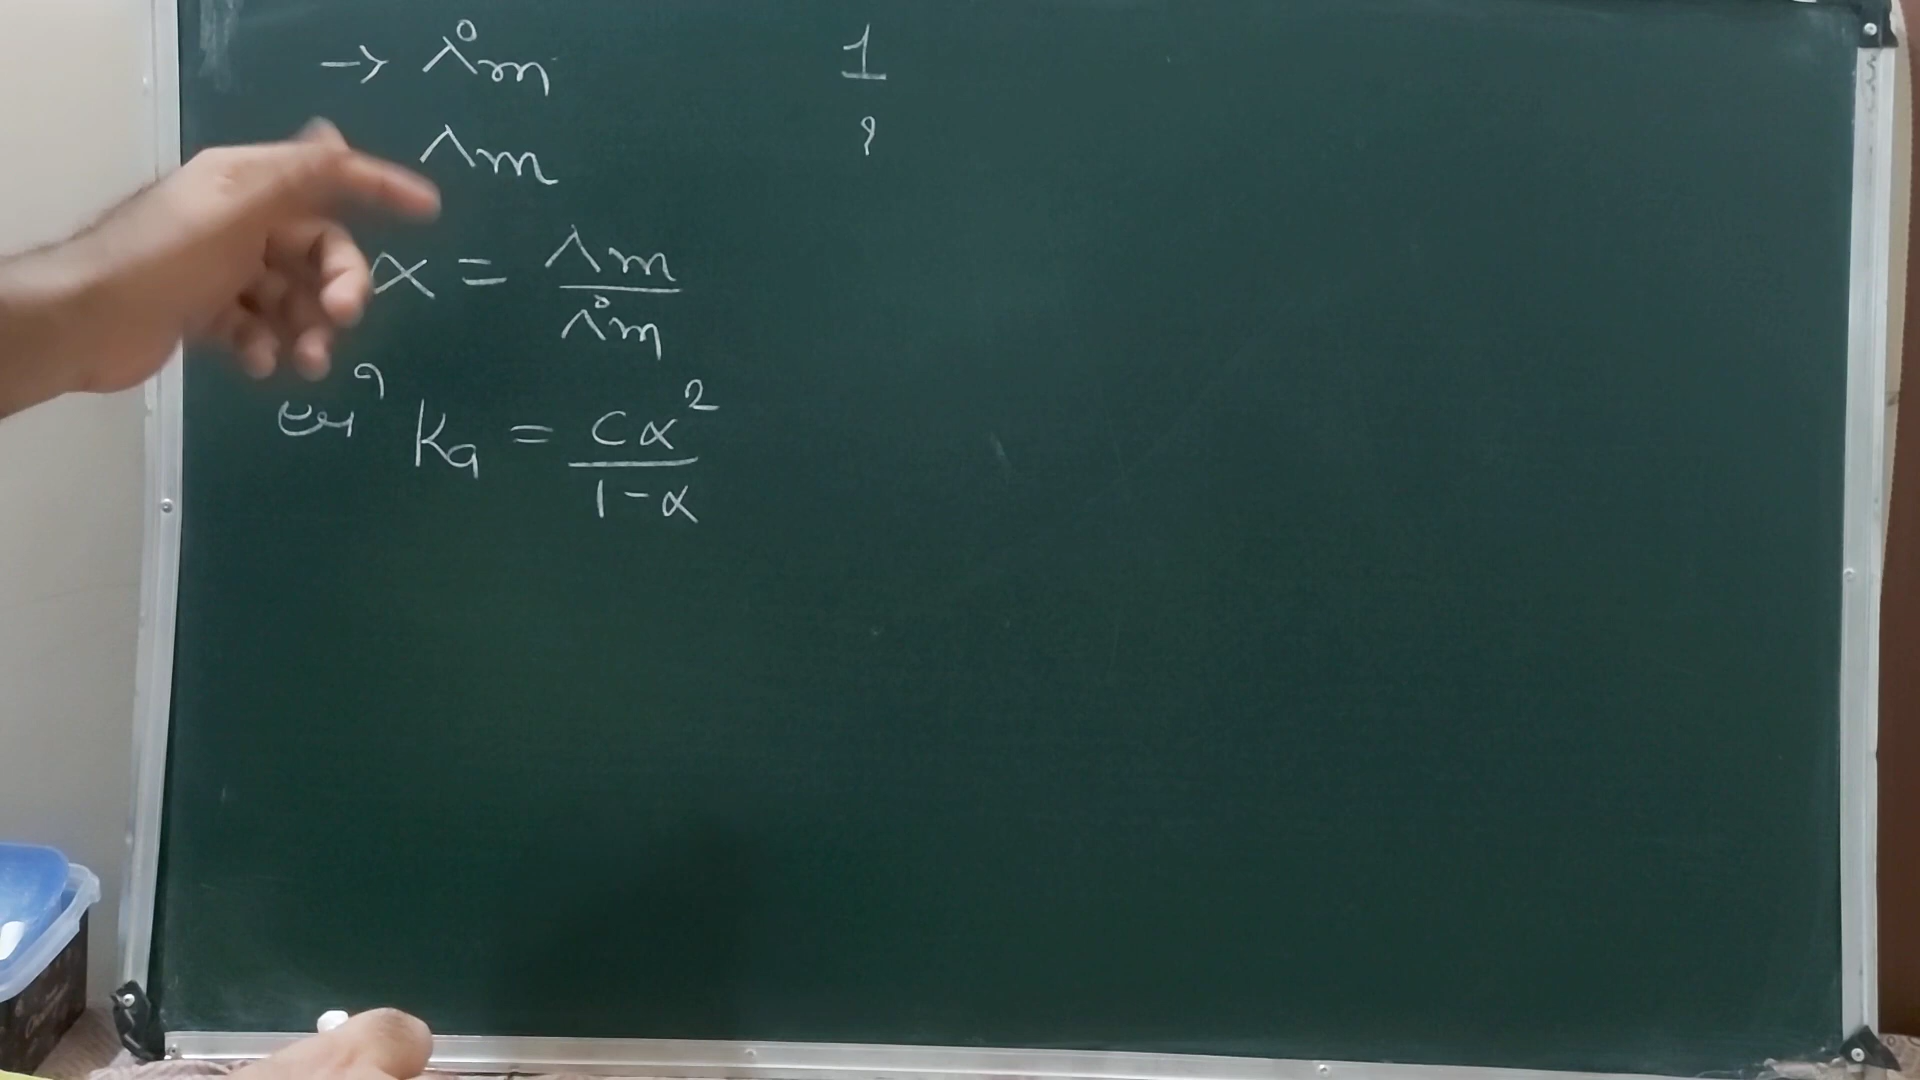 → λ°m 1
λm ?
α = λm / λ°m
Ka = Cα² / 1-α